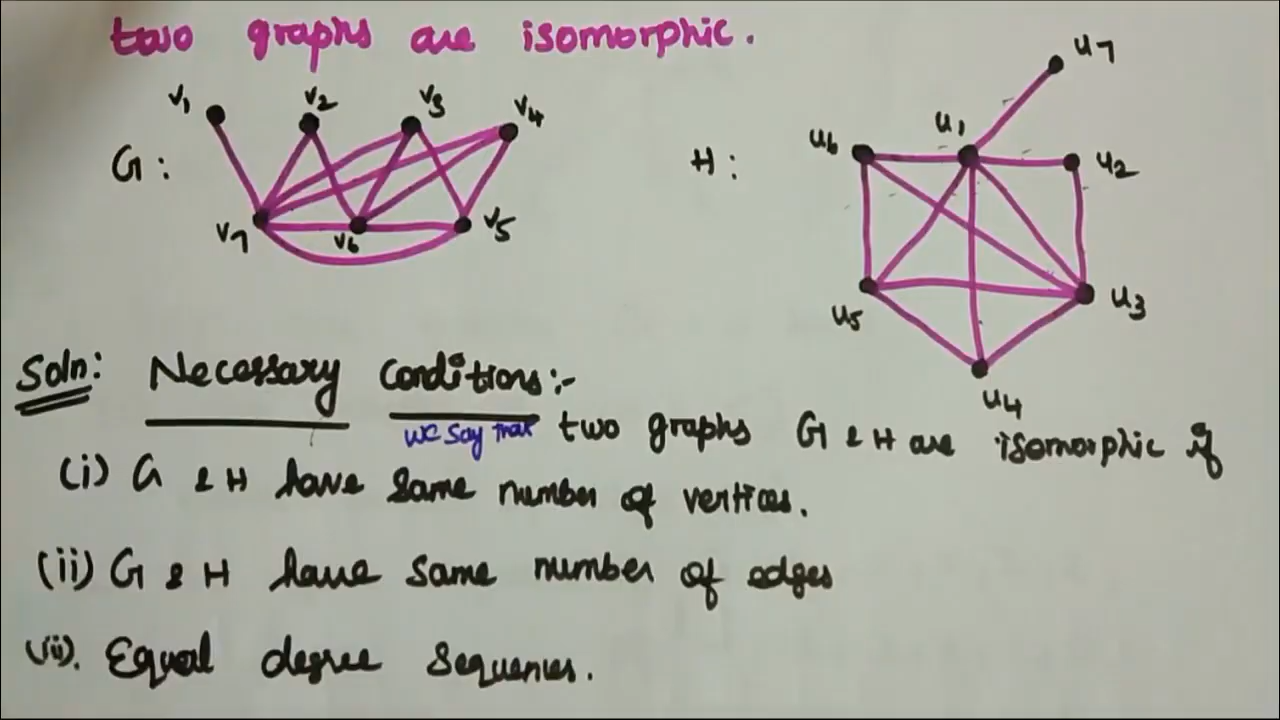 two graphs are isomorphic.
G:
v1 v2 v3 v4
v7 v6 v5
H:
u7
u6 u1 u2
u5 u3
u4
Soln: Necessary Conditions:-
we say that two graphs G & H are isomorphic if
(i) G & H have same number of vertices.
(ii) G & H have same number of edges
(iii). Equal degree sequences.